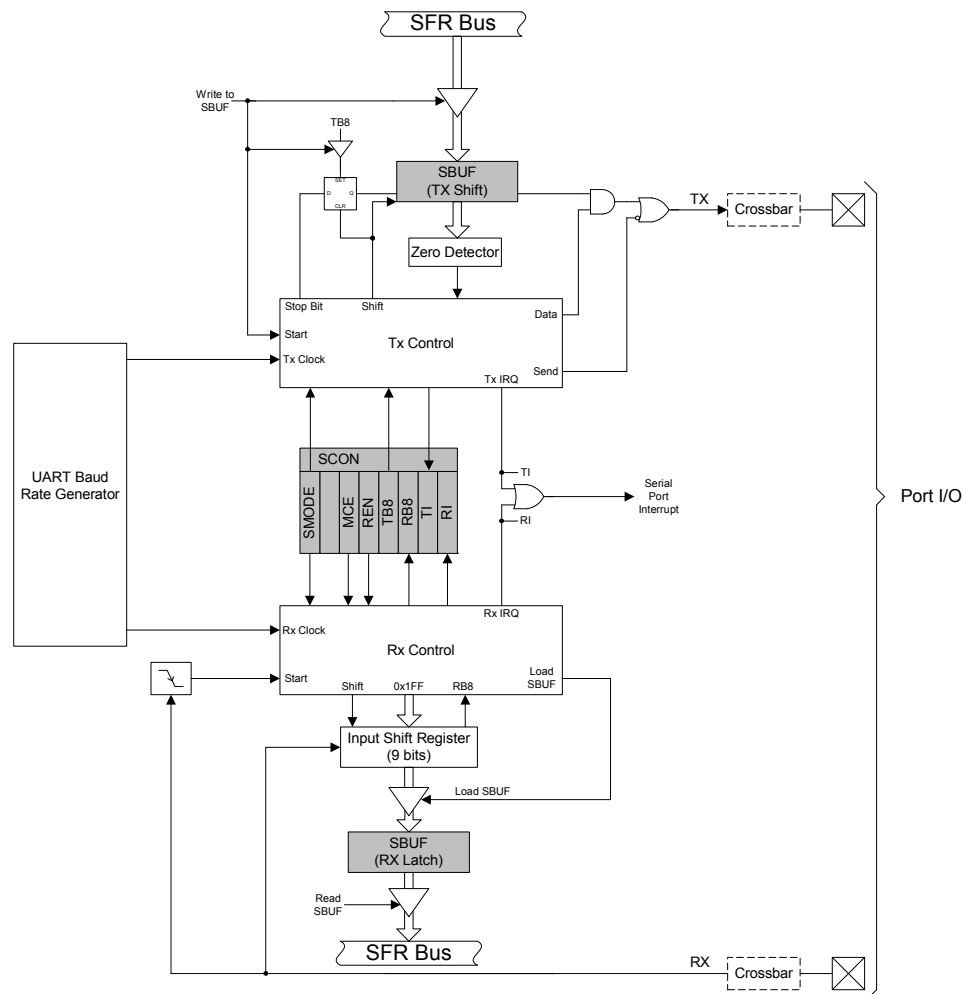 SFR Bus
Write to
SBUF
TB8
SET
D
Q
CLR
SBUF
(TX Shift)
TX
Crossbar
Zero Detector
Stop Bit
Shift
Data
Start
Tx Control
Tx Clock
Send
Tx IRQ
UART Baud
Rate Generator
SCON
SMODE
MCE
REN
TB8
RB8
TI
RI
TI
RI
Serial
Port
Interrupt
Port I/O
Rx IRQ
Rx Clock
Rx Control
Start
Load
SBUF
Shift
0x1FF
RB8
Input Shift Register
(9 bits)
Load SBUF
SBUF
(RX Latch)
Read
SBUF
SFR Bus
RX
Crossbar